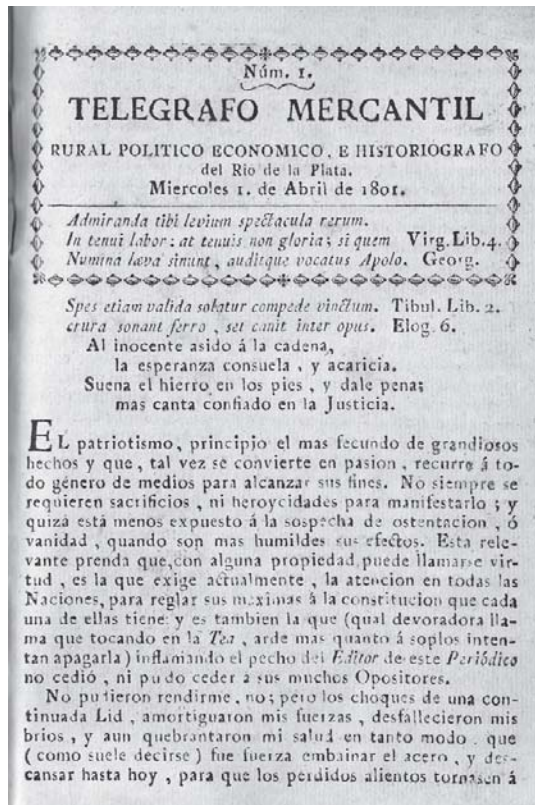 Núm. 1.
TELEGRAFO MERCANTIL
RURAL POLITICO ECONOMICO, E HISTORIOGRAFO
del Rio de la Plata.
Miercoles 1. de Abril de 1801.
Admiranda tibi levium spectacula rerum.
In tenui labor: at tenuis non gloria; si quem Virg. Lib. 4.
Numina læva sinunt, auditque vocatus Apolo. Georg.
Spes etiam valida solatur compede vinctum. Tibul. Lib. 2.
crura sonant ferro, set canit inter opus. Elog. 6.
Al inocente asido á la cadena,
la esperanza consuela, y acaricia.
Suena el hierro en los pies, y dale pena;
mas canta confiado en la Justicia.
EL patriotismo, principio el mas fecundo de grandiosos
hechos y que, tal vez se convierte en pasion, recurre á to-
do género de medios para alcanzar sus fines. No siempre se
requieren sacrificios, ni heroycidades para manifestarlo; y
quizá está menos expuesto á la sospecha de ostentacion, ó
vanidad, quando son mas humildes sus efectos. Esta rele-
vante prenda que, con alguna propiedad puede llamarse vir-
tud, es la que exige actualmente, la atencion en todas las
Naciones, para reglar sus maximas á la constitucion que cada
una de ellas tiene: y es tambien la que (qual devoradora lla-
ma que tocando en la Tea, arde mas quanto á soplos inten-
tan apagarla) inflamando el pecho del Editor de este Periódico
no cedió, ni pudo ceder á sus muchos Opositores.
No pudieron rendirme, no; pero los choques de una con-
tinuada Lid, amortiguaron mis fuerzas, desfallecieron mis
brios, y aun quebrantaron mi salud en tanto modo, que
(como suele decirse) fue fuerza embainar el acero, y des-
cansar hasta hoy, para que los perdidos alientos tornasen á